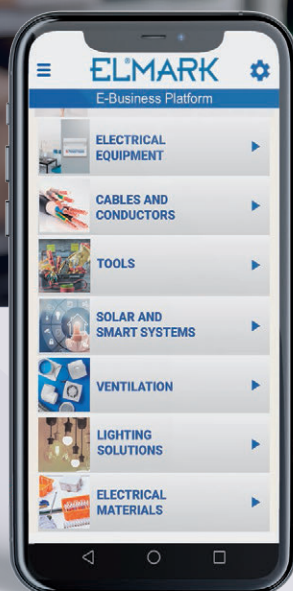 ELMARK
E-Business Platform
ELECTRICAL
EQUIPMENT
CABLES AND
CONDUCTORS
TOOLS
SOLAR AND
SMART SYSTEMS
VENTILATION
LIGHTING
SOLUTIONS
ELECTRICAL
MATERIALS